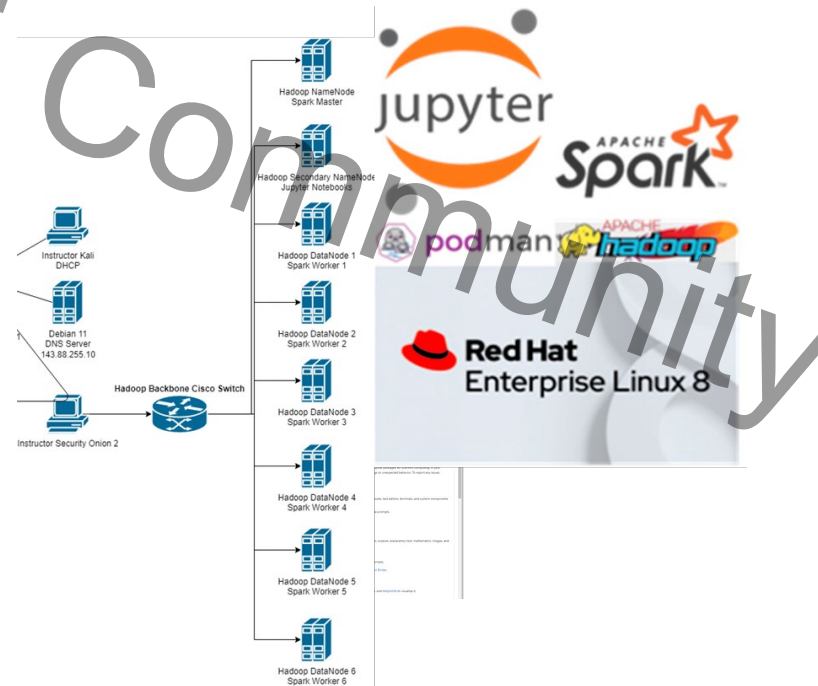 Community
Hadoop NameNode
Spark Master
Hadoop Secondary NameNode
Jupyter Notebooks
Hadoop DataNode 1
Spark Worker 1
Hadoop DataNode 2
Spark Worker 2
Hadoop DataNode 3
Spark Worker 3
Hadoop DataNode 4
Spark Worker 4
Hadoop DataNode 5
Spark Worker 5
Hadoop DataNode 6
Spark Worker 6
Instructor Kali
DHCP
Debian 11
DNS Server
143.88.255.10
Hadoop Backbone Cisco Switch
Instructor Security Onion 2
jupyter
APACHE
Spark
TM
podman
APACHE
hadoop
Red Hat
Enterprise Linux 8